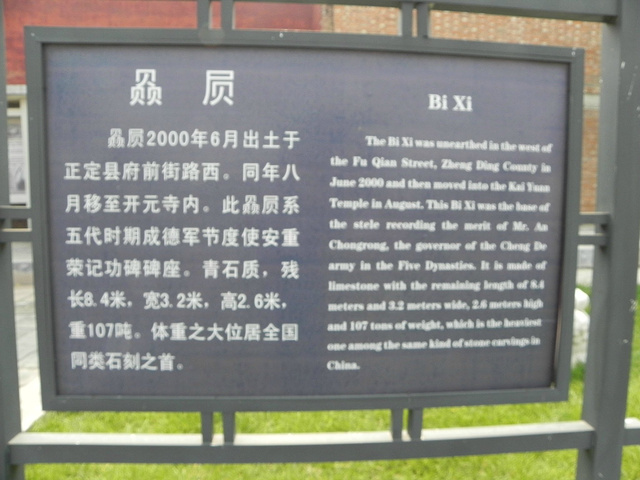 赑屃
赑屃2000年6月出土于
正定县府前街路西。同年八
月移至开元寺内。此赑屃系
五代时期成德军节度使安重
荣记功碑碑座。青石质，残
长8.4米，宽3.2米，高2.6米，
重107吨。体重之大位居全国
同类石刻之首。
Bi Xi
The Bi Xi was unearthed in the west of
the Fu Qian Street, Zheng Ding County in
June 2000 and then moved into the Kai Yuan
Temple in August. This Bi Xi was the base of
the stele recording the merit of Mr. An
Chongrong, the governor of the Cheng De
army in the Five Dynasties. It is made of
limestone with the remaining length of 8.4
meters and 3.2 meters wide, 2.6 meters high
and 107 tons of weight, which is the heaviest
one among the same kind of stone carvings in
China.